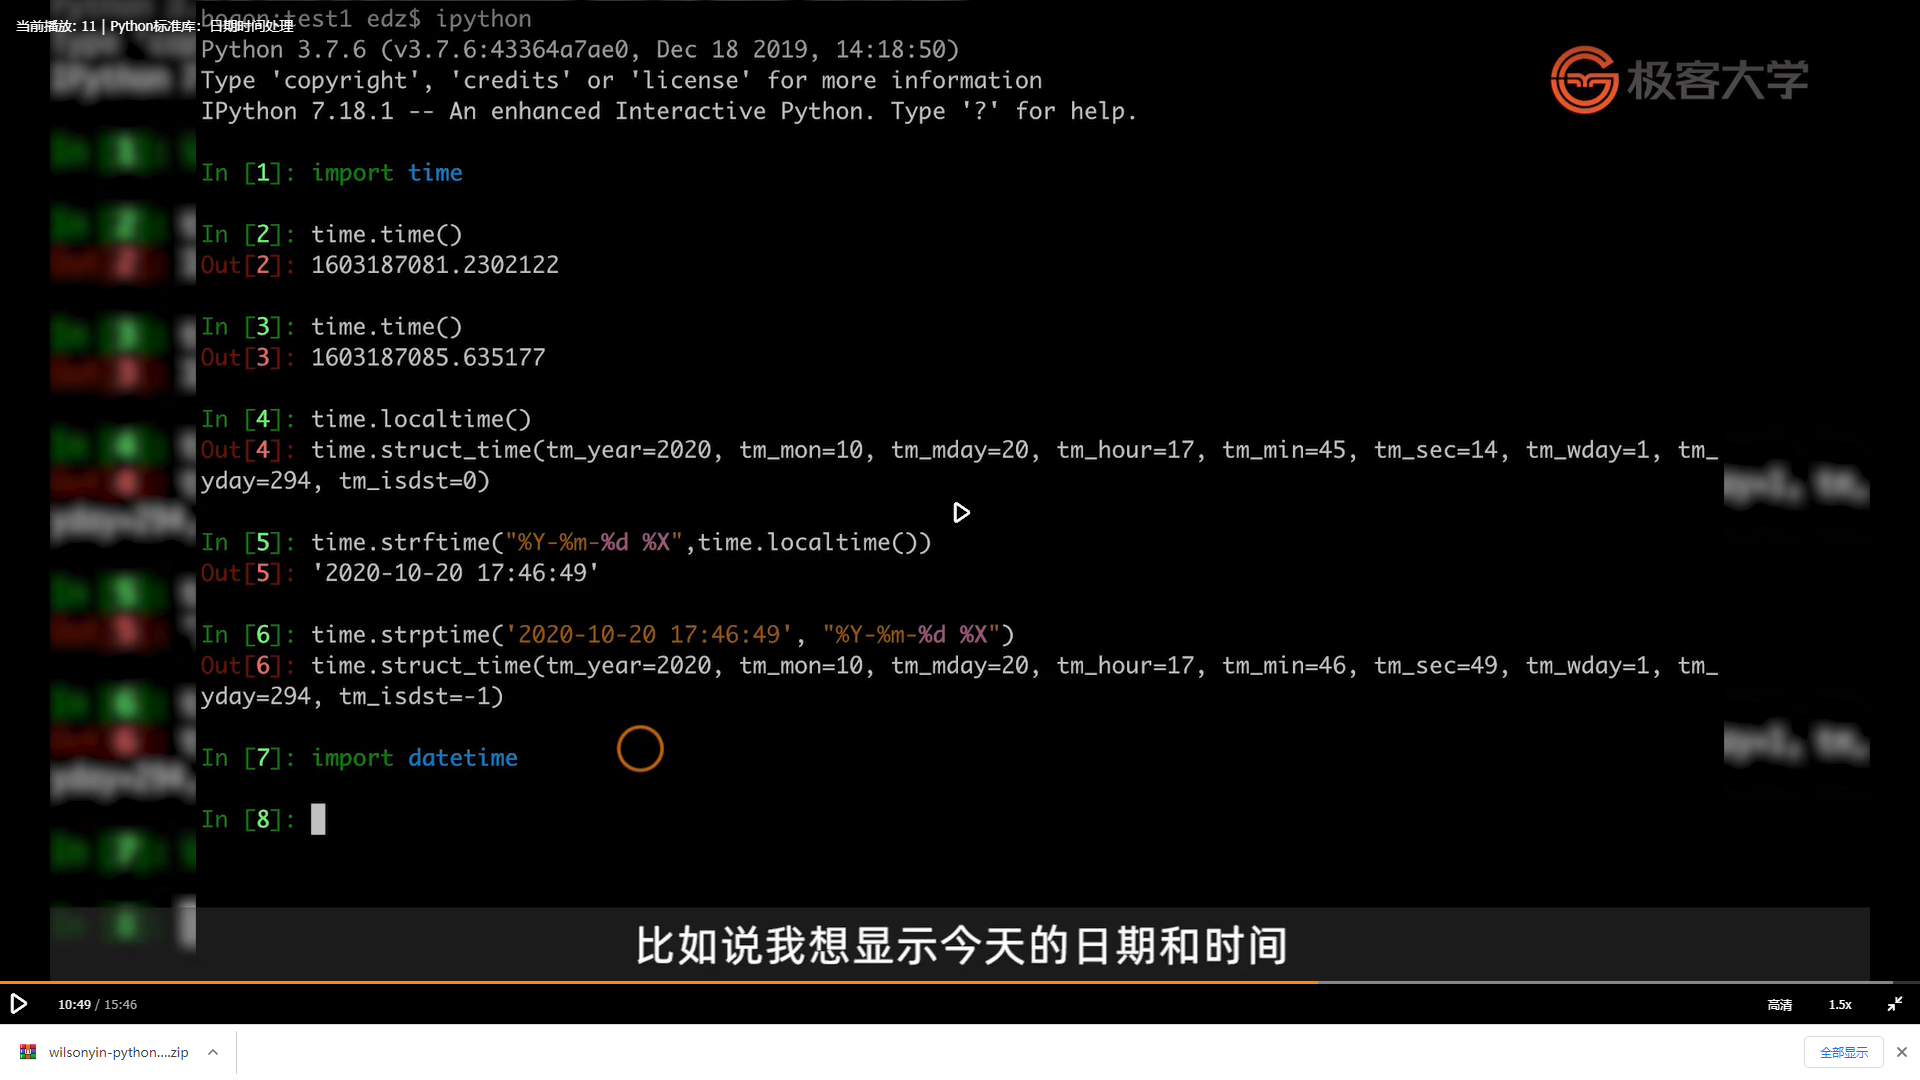 bogon:test1 edz$ ipython
当前播放: 11 | Python标准库：日期时间处理
Python 3.7.6 (v3.7.6:43364a7ae0, Dec 18 2019, 14:18:50)
Type 'copyright', 'credits' or 'license' for more information
IPython 7.18.1 -- An enhanced Interactive Python. Type '?' for help.
极客大学
In [1]: import time
In [2]: time.time()
Out[2]: 1603187081.2302122
In [3]: time.time()
Out[3]: 1603187085.635177
In [4]: time.localtime()
Out[4]: time.struct_time(tm_year=2020, tm_mon=10, tm_mday=20, tm_hour=17, tm_min=45, tm_sec=14, tm_wday=1, tm_
yday=294, tm_isdst=0)
In [5]: time.strftime("%Y-%m-%d %X",time.localtime())
Out[5]: '2020-10-20 17:46:49'
In [6]: time.strptime('2020-10-20 17:46:49', "%Y-%m-%d %X")
Out[6]: time.struct_time(tm_year=2020, tm_mon=10, tm_mday=20, tm_hour=17, tm_min=46, tm_sec=49, tm_wday=1, tm_
yday=294, tm_isdst=-1)
In [7]: import datetime
In [8]:
比如说我想显示今天的日期和时间
10:49 / 15:46
高清
1.5x
wilsonyin-python....zip
全部显示